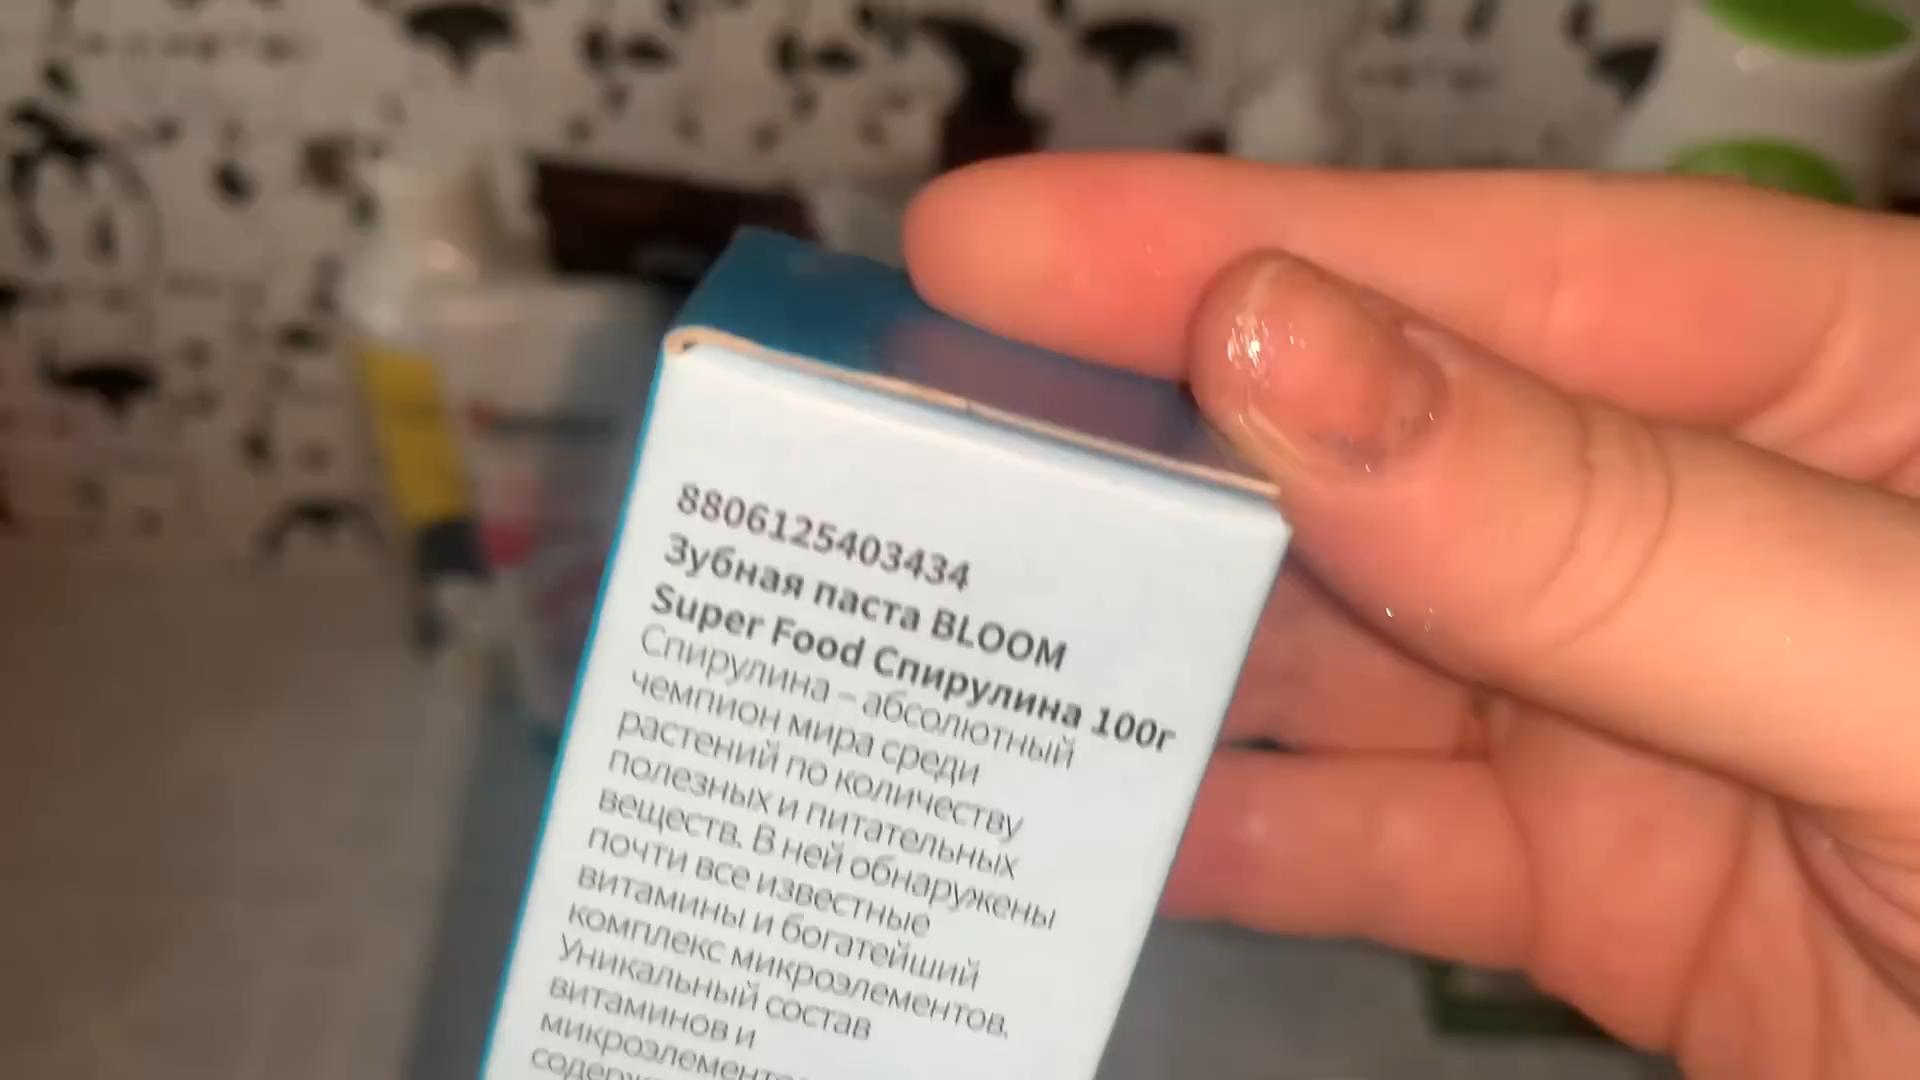 8806125403434
Зубная паста BLOOM
Super Food Спирулина 100г
Спирулина – абсолютный
чемпион мира среди
растений по количеству
полезных и питательных
веществ. В ней обнаружены
почти все известные
витамины и богатейший
комплекс микроэлементов.
Уникальный состав
витаминов и